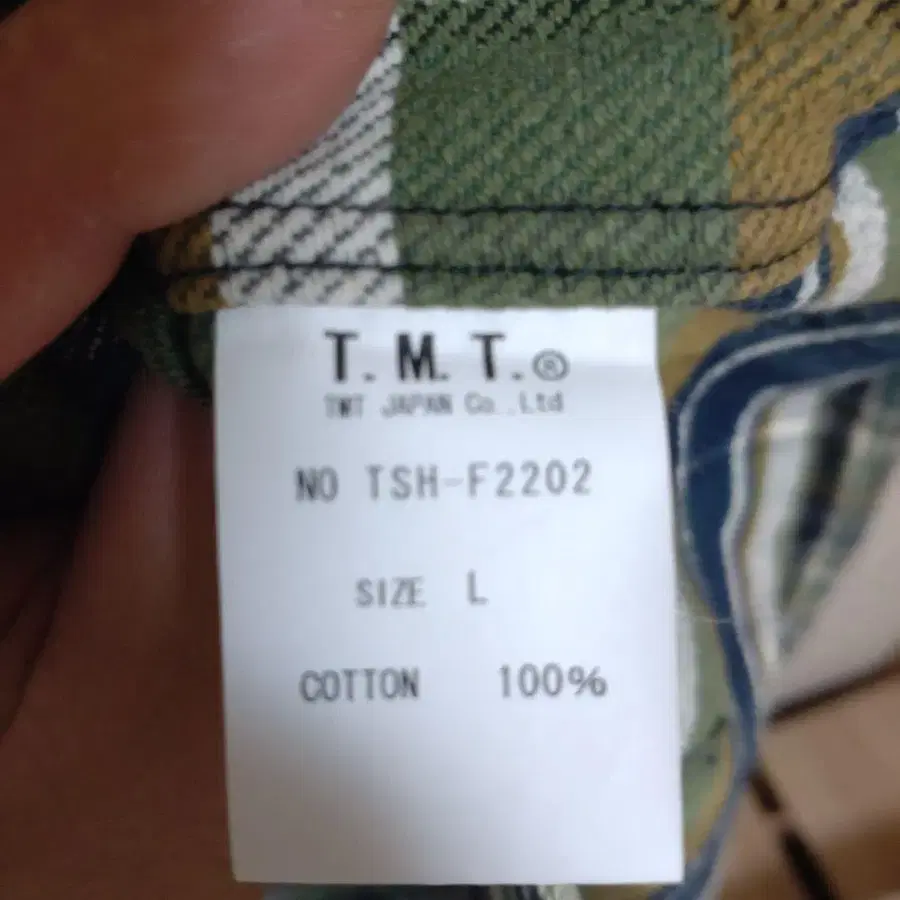 T.M.T.®
TMT JAPAN Co.,Ltd
NO TSH-F2202
SIZE L
COTTON 100%